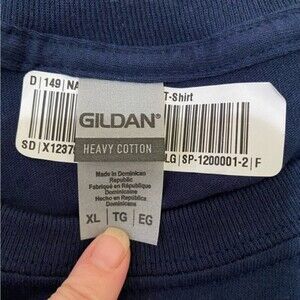 D | 149 | NA
T-Shirt
GILDAN®
HEAVY COTTON
SD | X1237
LG | SP-1200001-2 | F
Made in Dominican
Republic
Fabriqué en République
Dominicaine
Hecho en República
Dominicana
XL | TG | EG